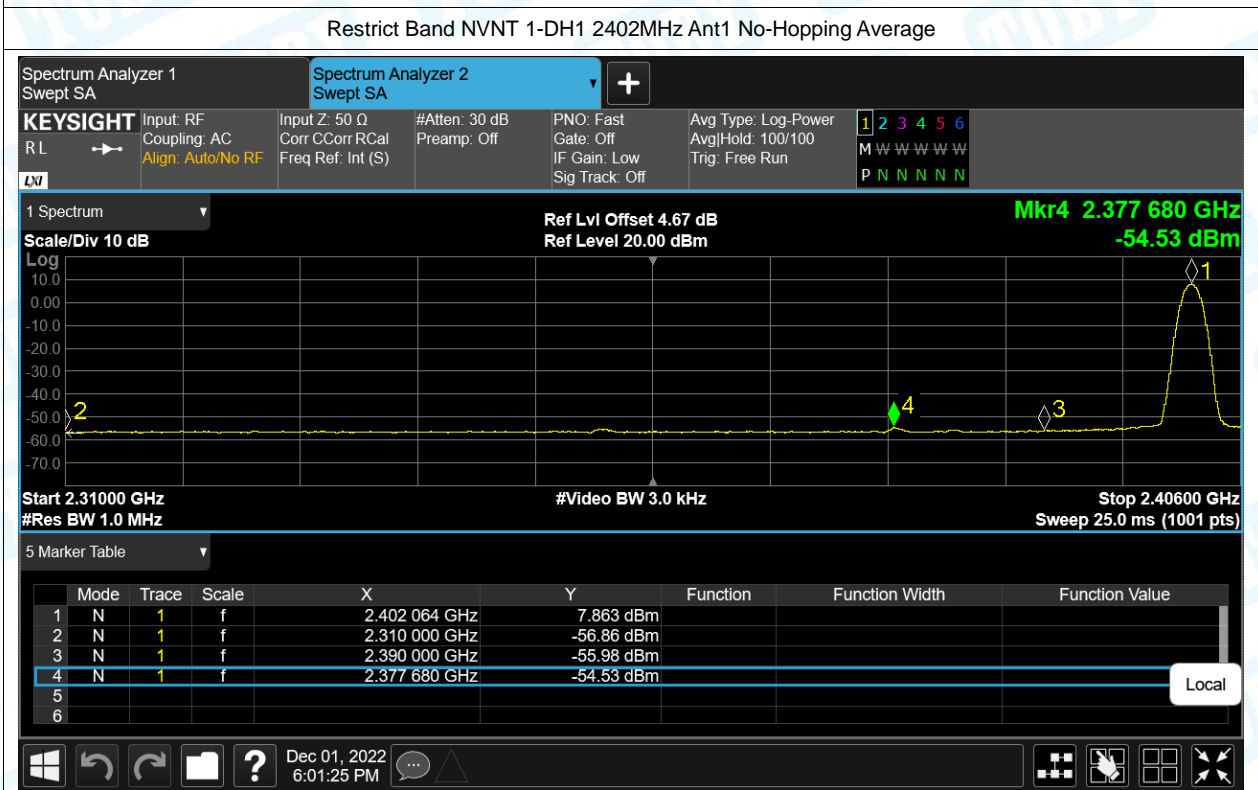 Restrict Band NVNT 1-DH1 2402MHz Ant1 No-Hopping Average
Spectrum Analyzer 1
Swept SA
Spectrum Analyzer 2
Swept SA
KEYSIGHT
R L
LXI
Input: RF
Coupling: AC
Align: Auto/No RF
Input Z: 50 Ω
Corr CCorr RCal
Freq Ref: Int (S)
#Atten: 30 dB
Preamp: Off
PNO: Fast
Gate: Off
IF Gain: Low
Sig Track: Off
Avg Type: Log-Power
Avg|Hold: 100/100
Trig: Free Run
1 2 3 4 5 6
M W W W W W
P N N N N N
1 Spectrum
Scale/Div 10 dB
Ref Lvl Offset 4.67 dB
Ref Level 20.00 dBm
Mkr4 2.377 680 GHz
-54.53 dBm
Log
10.0
0.00
-10.0
-20.0
-30.0
-40.0
-50.0
-60.0
-70.0
1
2
4
3
Start 2.31000 GHz
#Video BW 3.0 kHz
Stop 2.40600 GHz
#Res BW 1.0 MHz
Sweep 25.0 ms (1001 pts)
5 Marker Table
Mode Trace Scale X Y Function Function Width Function Value
1 N 1 f 2.402 064 GHz 7.863 dBm
2 N 1 f 2.310 000 GHz -56.86 dBm
3 N 1 f 2.390 000 GHz -55.98 dBm
4 N 1 f 2.377 680 GHz -54.53 dBm
5
6
Local
?
Dec 01, 2022
6:01:25 PM